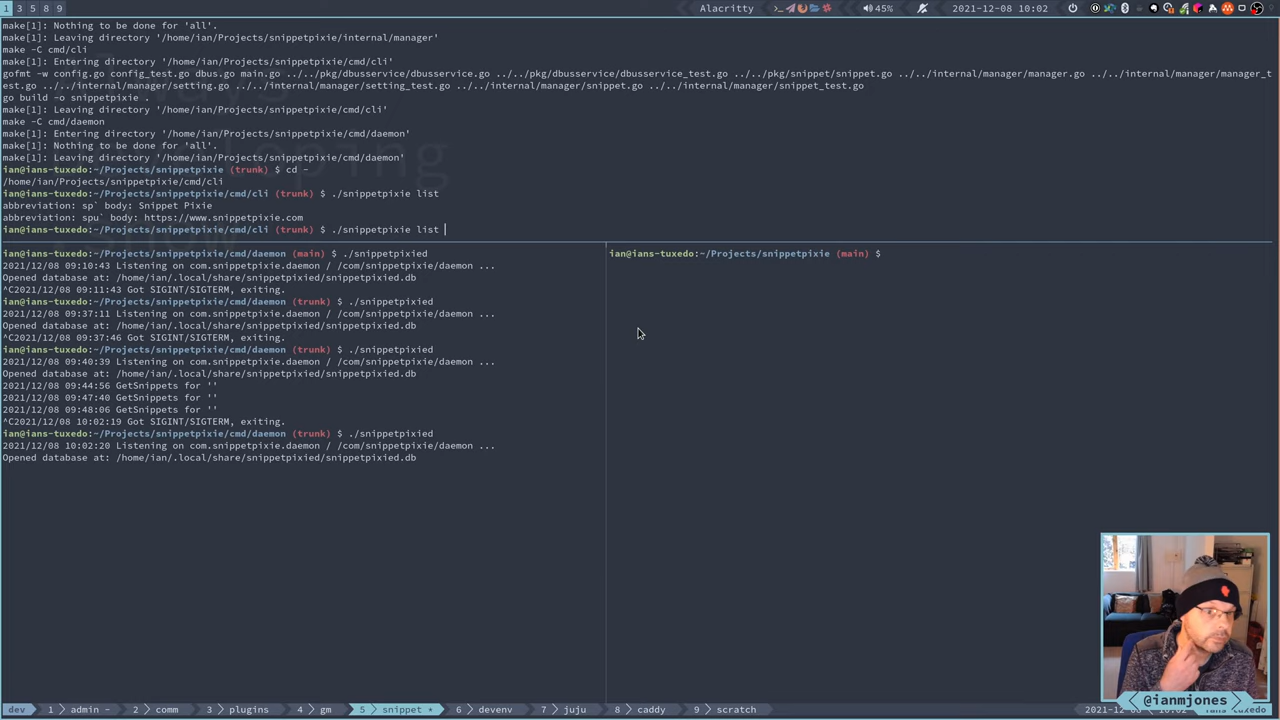 1 3 5 8 9
Alacritty
45%
2021-12-08 10:02
make[1]: Nothing to be done for 'all'.
make[1]: Leaving directory '/home/ian/Projects/snippetpixie/internal/manager'
make -C cmd/cli
make[1]: Entering directory '/home/ian/Projects/snippetpixie/cmd/cli'
gofmt -w config.go config_test.go dbus.go main.go ../../pkg/dbusservice/dbusservice.go ../../pkg/dbusservice/dbusservice_test.go ../../pkg/snippet/snippet.go ../../internal/manager/manager.go ../../internal/manager/manager_t
est.go ../../internal/manager/setting.go ../../internal/manager/setting_test.go ../../internal/manager/snippet.go ../../internal/manager/snippet_test.go
go build -o snippetpixie .
make[1]: Leaving directory '/home/ian/Projects/snippetpixie/cmd/cli'
make -C cmd/daemon
make[1]: Entering directory '/home/ian/Projects/snippetpixie/cmd/daemon'
make[1]: Nothing to be done for 'all'.
make[1]: Leaving directory '/home/ian/Projects/snippetpixie/cmd/daemon'
ian@ians-tuxedo:~/Projects/snippetpixie (trunk) $ cd -
/home/ian/Projects/snippetpixie/cmd/cli
ian@ians-tuxedo:~/Projects/snippetpixie/cmd/cli (trunk) $ ./snippetpixie list
abbreviation: sp` body: Snippet Pixie
abbreviation: spu` body: https://www.snippetpixie.com
ian@ians-tuxedo:~/Projects/snippetpixie/cmd/cli (trunk) $ ./snippetpixie list
ian@ians-tuxedo:~/Projects/snippetpixie/cmd/daemon (main) $ ./snippetpixied
2021/12/08 09:10:43 Listening on com.snippetpixie.daemon / /com/snippetpixie/daemon ...
Opened database at: /home/ian/.local/share/snippetpixied/snippetpixied.db
^C2021/12/08 09:11:43 Got SIGINT/SIGTERM, exiting.
ian@ians-tuxedo:~/Projects/snippetpixie/cmd/daemon (trunk) $ ./snippetpixied
2021/12/08 09:37:11 Listening on com.snippetpixie.daemon / /com/snippetpixie/daemon ...
Opened database at: /home/ian/.local/share/snippetpixied/snippetpixied.db
^C2021/12/08 09:37:46 Got SIGINT/SIGTERM, exiting.
ian@ians-tuxedo:~/Projects/snippetpixie/cmd/daemon (trunk) $ ./snippetpixied
2021/12/08 09:40:39 Listening on com.snippetpixie.daemon / /com/snippetpixie/daemon ...
Opened database at: /home/ian/.local/share/snippetpixied/snippetpixied.db
2021/12/08 09:44:56 GetSnippets for ''
2021/12/08 09:47:40 GetSnippets for ''
2021/12/08 09:48:06 GetSnippets for ''
^C2021/12/08 10:02:19 Got SIGINT/SIGTERM, exiting.
ian@ians-tuxedo:~/Projects/snippetpixie/cmd/daemon (trunk) $ ./snippetpixied
2021/12/08 10:02:20 Listening on com.snippetpixie.daemon / /com/snippetpixie/daemon ...
Opened database at: /home/ian/.local/share/snippetpixied/snippetpixied.db
ian@ians-tuxedo:~/Projects/snippetpixie (main) $
@ianmjones
dev 1 admin - 2 comm 3 plugins 4 gm 5 snippet * 6 devenv 7 juju 8 caddy 9 scratch